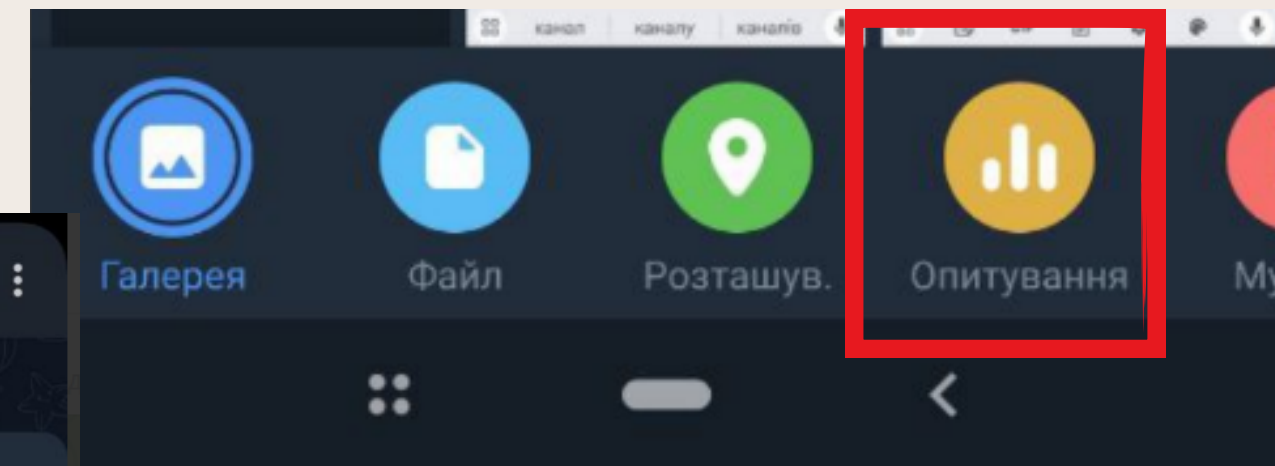 канал каналу каналів
Галерея Файл Розташув. Опитування